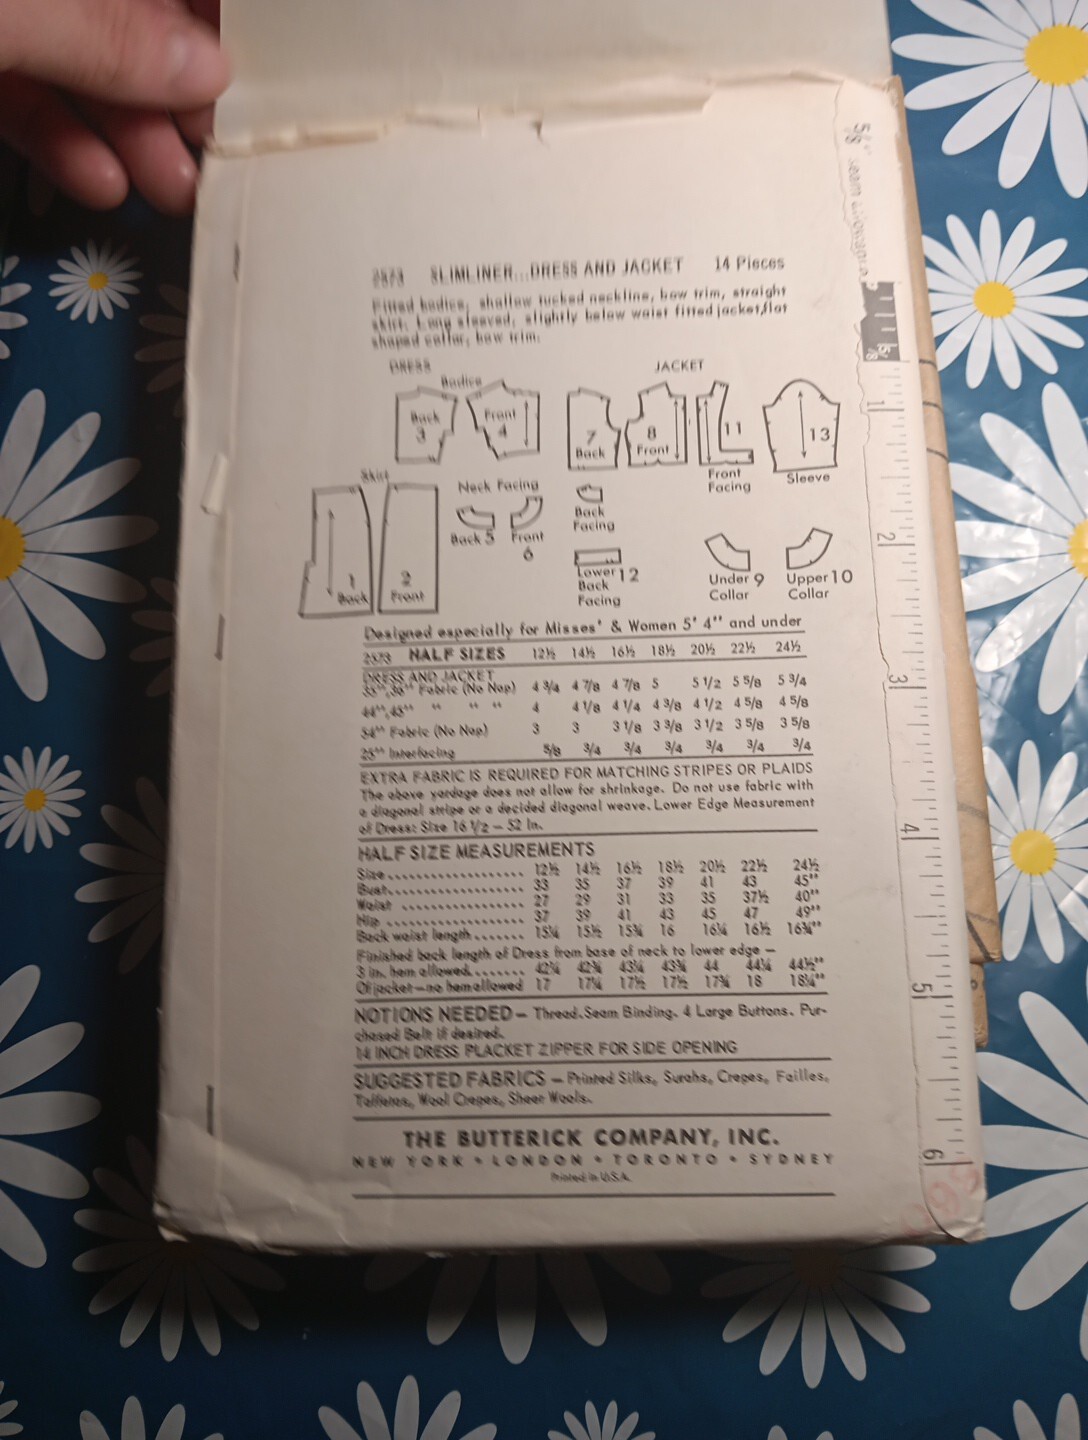 5/8" seam allowance
2573 SLIMLINER...DRESS AND JACKET 14 Pieces
Fitted bodice, shallow tucked neckline, bow trim, straight
skirt. Long sleeved, slightly below waist fitted jacket, flat
shaped collar, bow trim.
DRESS
JACKET
Bodice
Back
3
Front
4
7
Back
8
Front
11
Front
Facing
13
Sleeve
Skirt
1
Back
2
Front
Neck Facing
Back 5
Front
6
Back
Facing
Lower 12
Back
Facing
Under 9
Collar
Upper 10
Collar
Designed especially for Misses' & Women 5' 4" and under
2573 HALF SIZES 12½ 14½ 16½ 18½ 20½ 22½ 24½
DRESS AND JACKET
35",36" Fabric (No Nap) 4 3/4 4 7/8 4 7/8 5 5 1/2 5 5/8 5 3/4
44",45" " " " 4 4 1/8 4 1/4 4 3/8 4 1/2 4 5/8 4 5/8
54" Fabric (No Nap) 3 3 3 1/8 3 3/8 3 1/2 3 5/8 3 5/8
25" Interfacing 5/8 3/4 3/4 3/4 3/4 3/4 3/4
EXTRA FABRIC IS REQUIRED FOR MATCHING STRIPES OR PLAIDS
The above yardage does not allow for shrinkage. Do not use fabric with
a diagonal stripe or a decided diagonal weave. Lower Edge Measurement
of Dress: Size 16 1/2 – 52 In.
HALF SIZE MEASUREMENTS
Size.................... 12½ 14½ 16½ 18½ 20½ 22½ 24½
Bust.................... 33 35 37 39 41 43 45"
Waist .................. 27 29 31 33 35 37½ 40"
Hip .................... 37 39 41 43 45 47 49"
Back waist length....... 15¼ 15½ 15¾ 16 16¼ 16½ 16¾"
Finished back length of Dress from base of neck to lower edge –
3 in. hem allowed........ 42¼ 42¾ 43¼ 43¾ 44 44¼ 44½"
Of jacket–no hem allowed 17 17¼ 17½ 17½ 17¾ 18 18¼"
NOTIONS NEEDED – Thread. Seam Binding. 4 Large Buttons. Pur-
chased Belt if desired.
14 INCH DRESS PLACKET ZIPPER FOR SIDE OPENING
SUGGESTED FABRICS – Printed Silks, Surahs, Crepes, Failles,
Taffetas, Wool Crepes, Sheer Wools.
THE BUTTERICK COMPANY, INC.
NEW YORK • LONDON • TORONTO • SYDNEY
Printed in U.S.A.
5/8
1
2
3
4
5
6